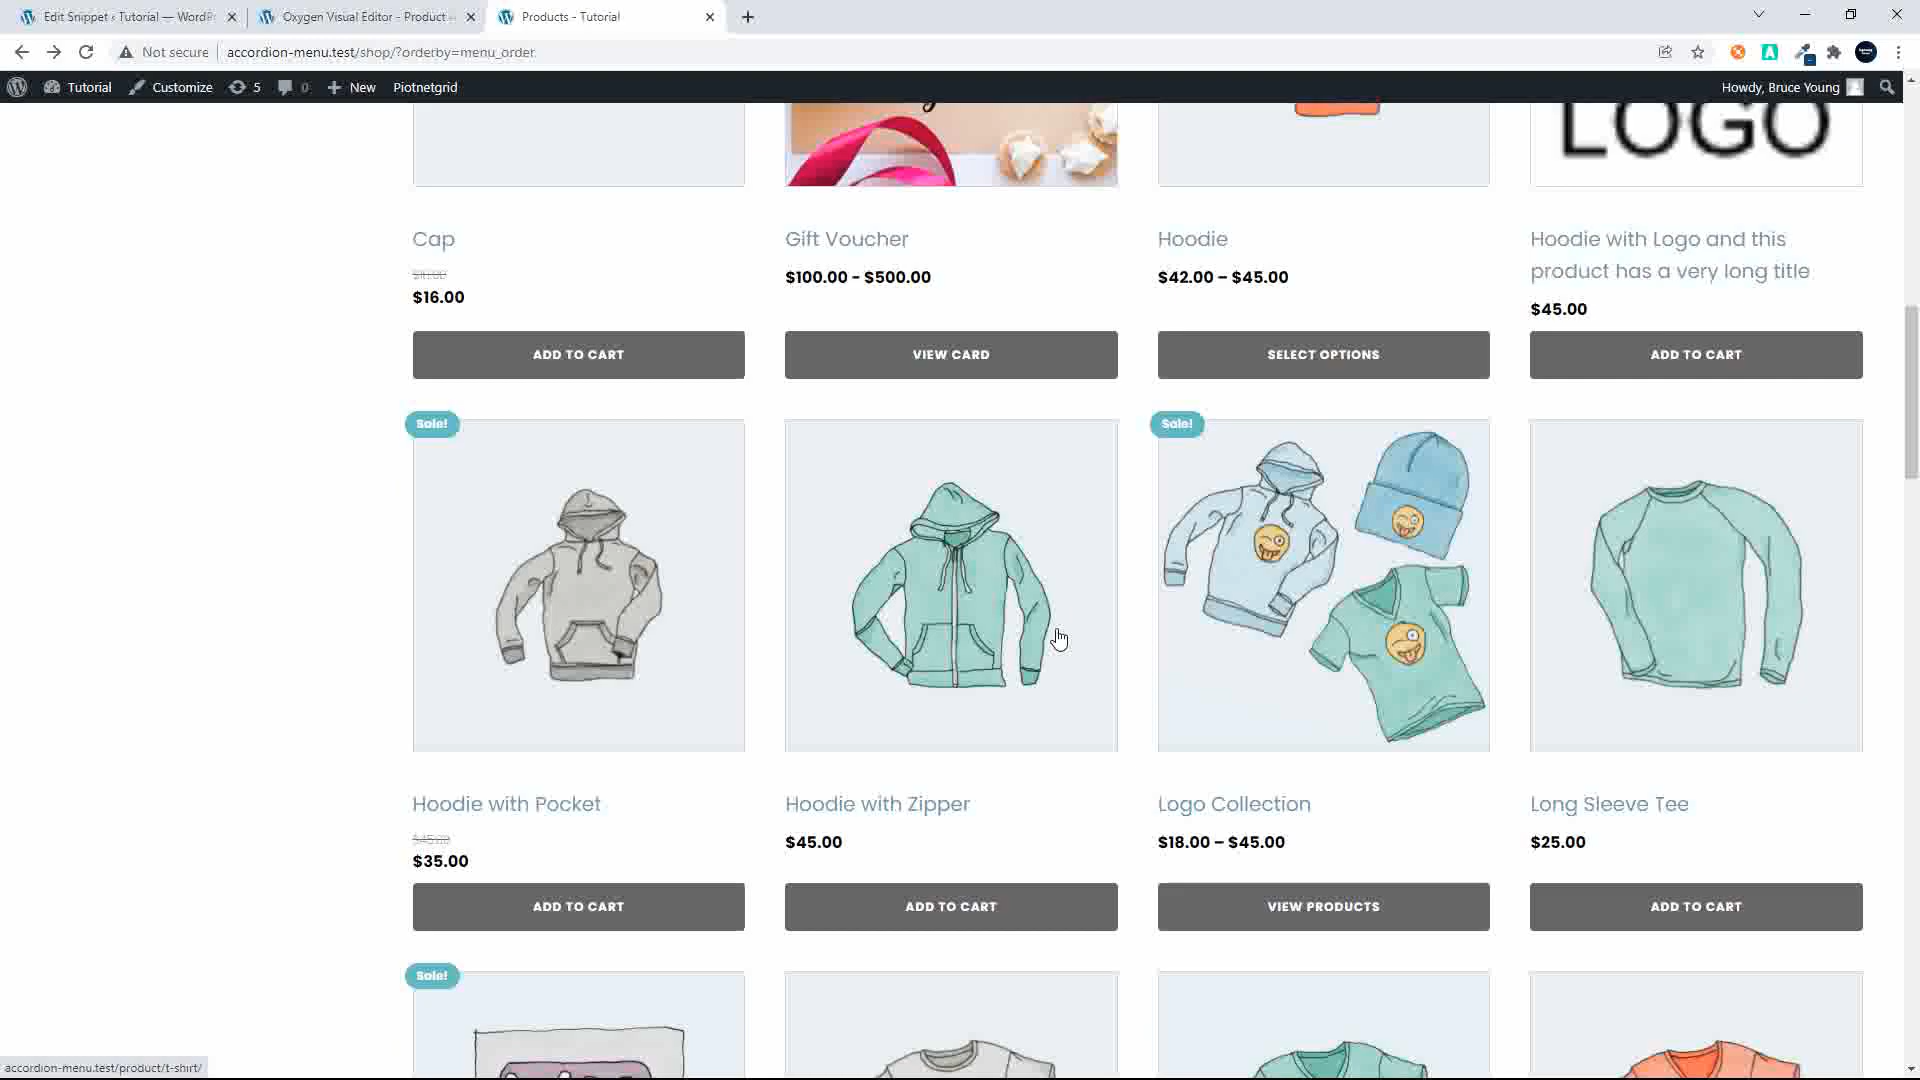 Edit Snippet ‹ Tutorial — WordPr
Oxygen Visual Editor - Product -
Products - Tutorial
Not secure
accordion-menu.test/shop/?orderby=menu_order
Tutorial
Customize
5
0
New
Piotnetgrid
Howdy, Bruce Young
LOGO
Cap
Gift Voucher
Hoodie
Hoodie with Logo and this
product has a very long title
$16.00
$100.00 - $500.00
$42.00 – $45.00
$45.00
ADD TO CART
VIEW CARD
SELECT OPTIONS
ADD TO CART
Sale!
Sale!
Hoodie with Pocket
Hoodie with Zipper
Logo Collection
Long Sleeve Tee
$45.00
$35.00
$45.00
$18.00 – $45.00
$25.00
ADD TO CART
ADD TO CART
VIEW PRODUCTS
ADD TO CART
Sale!
accordion-menu.test/product/t-shirt/